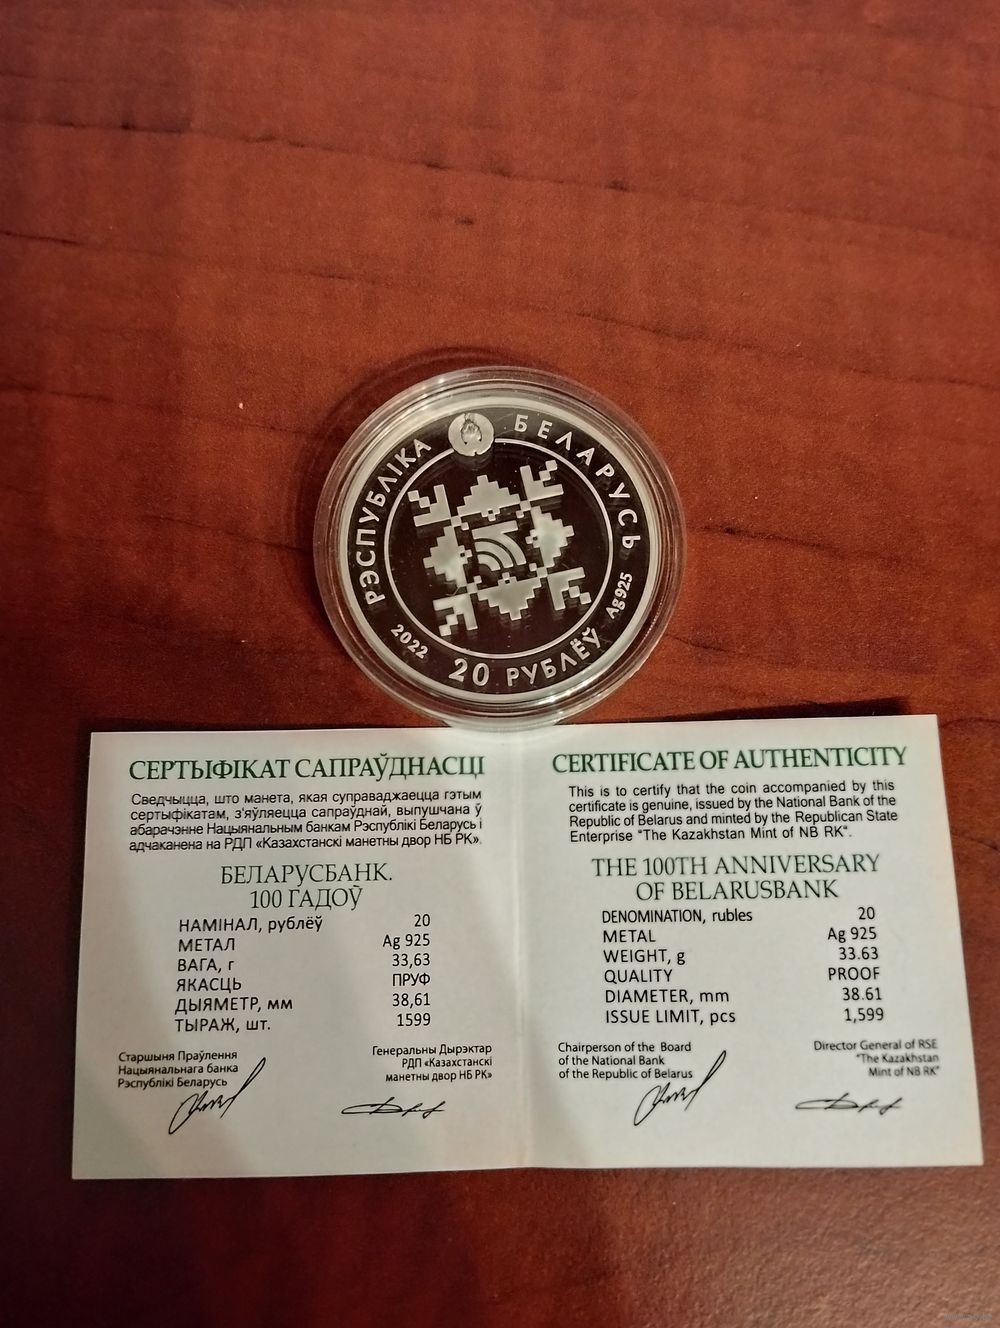 РЭСПУБЛІКА БЕЛАРУСЬ
2022 20 РУБЛЁЎ Ag925
СЕРТЫФІКАТ САПРАЎДНАСЦІ
Сведчыцца, што манета, якая суправаджаецца гэтым
сертыфікатам, з'яўляецца сапраўднай, выпушчана ў
абарачэнне Нацыянальным банкам Рэспублікі Беларусь і
адчаканена на РДП «Казахстанскі манетны двор НБ РК».
БЕЛАРУСБАНК.
100 ГАДОЎ
НАМІНАЛ, рублёў 20
МЕТАЛ Ag 925
ВАГА, г 33,63
ЯКАСЦЬ ПРУФ
ДЫЯМЕТР, мм 38,61
ТЫРАЖ, шт. 1599
Старшыня Праўлення
Нацыянальнага банка
Рэспублікі Беларусь
Генеральны Дырэктар
РДП «Казахстанскі
манетны двор НБ РК»
CERTIFICATE OF AUTHENTICITY
This is to certify that the coin accompanied by this
certificate is genuine, issued by the National Bank of the
Republic of Belarus and minted by the Republican State
Enterprise "The Kazakhstan Mint of NB RK".
THE 100TH ANNIVERSARY
OF BELARUSBANK
DENOMINATION, rubles 20
METAL Ag 925
WEIGHT, g 33.63
QUALITY PROOF
DIAMETER, mm 38.61
ISSUE LIMIT, pcs 1,599
Chairperson of the Board
of the National Bank
of the Republic of Belarus
Director General of RSE
"The Kazakhstan
Mint of NB RK"